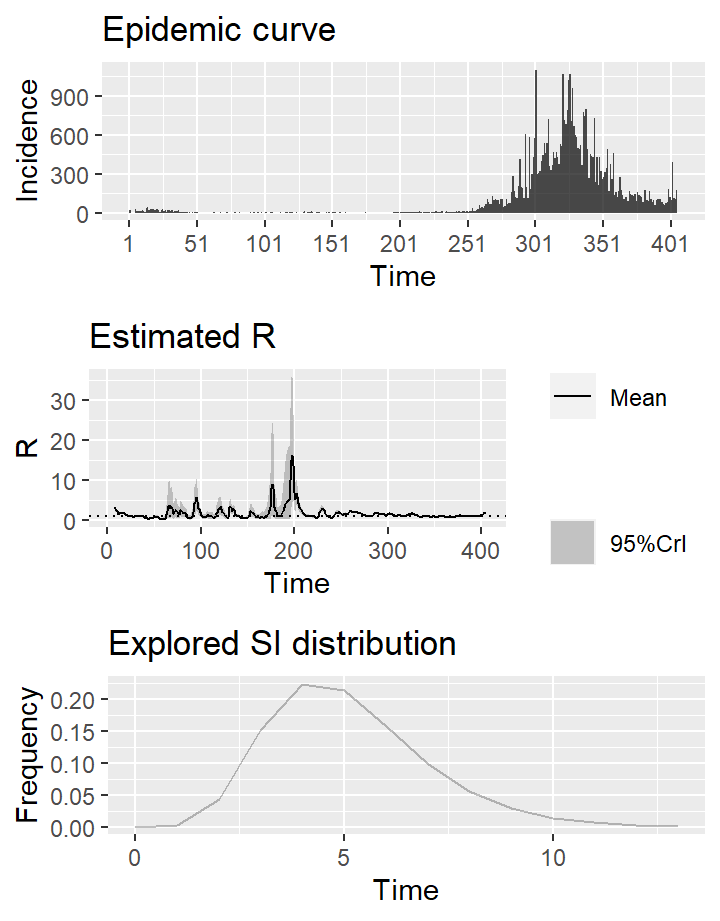 Epidemic curve
Incidence
900
600
300
0
1 51 101 151 201 251 301 351 401
Time
Estimated R
R
30
20
10
0
0 100 200 300 400
Time
Mean
95%CrI
Explored SI distribution
Frequency
0.20
0.15
0.10
0.05
0.00
0 5 10
Time